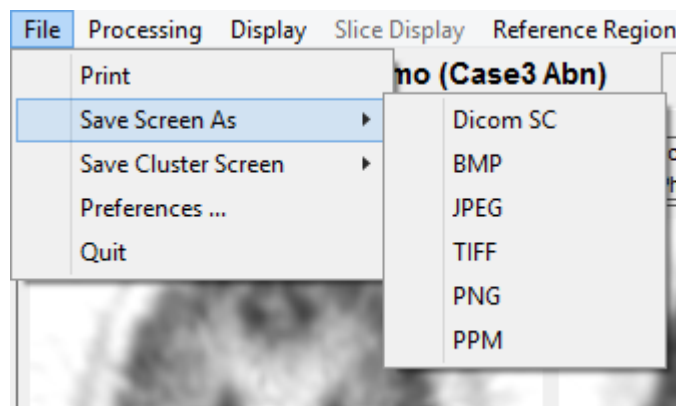 File Processing Display Slice Display Reference Region
mo (Case3 Abn)
Print
Save Screen As
Save Cluster Screen
Preferences ...
Quit
Dicom SC
BMP
JPEG
TIFF
PNG
PPM